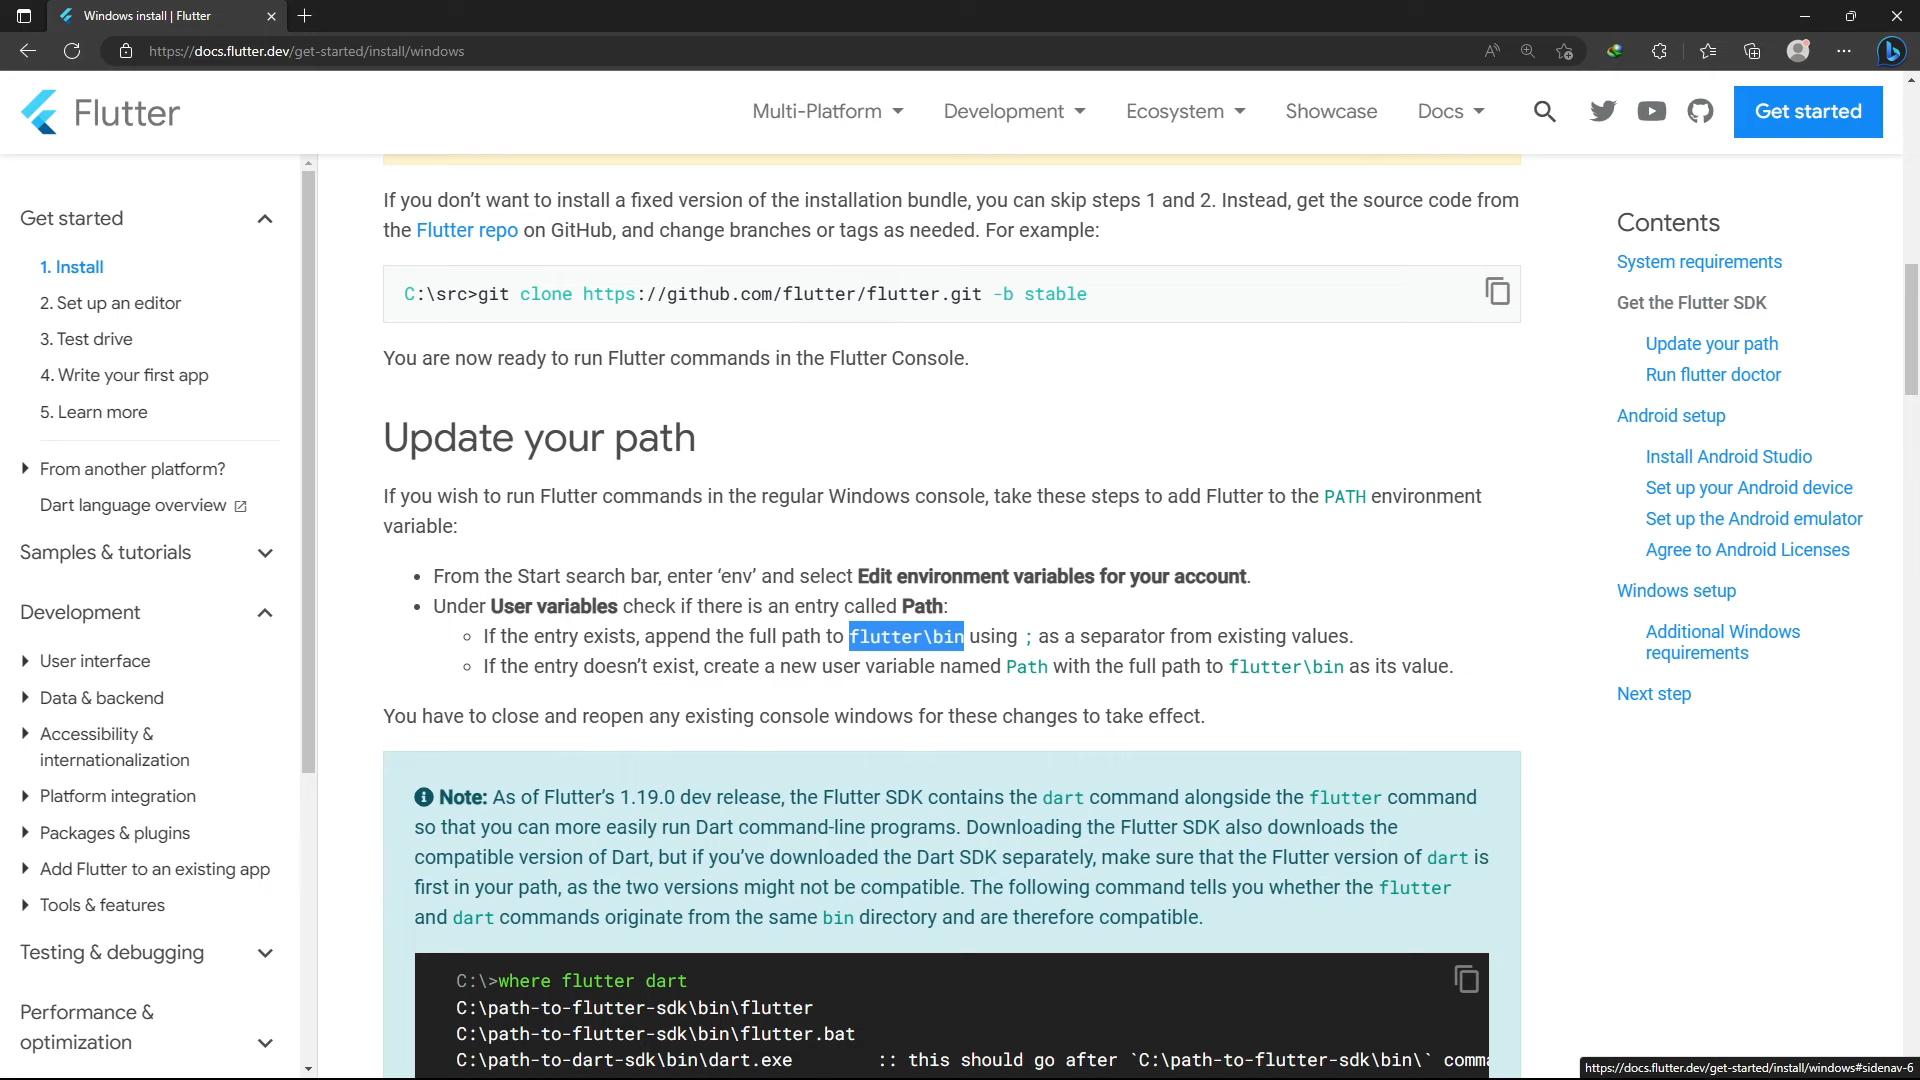 Windows install | Flutter
https://docs.flutter.dev/get-started/install/windows
Flutter
Multi-Platform
Development
Ecosystem
Showcase
Docs
Get started
Get started
1. Install
2. Set up an editor
3. Test drive
4. Write your first app
5. Learn more
From another platform?
Dart language overview
Samples & tutorials
Development
User interface
Data & backend
Accessibility &
internationalization
Platform integration
Packages & plugins
Add Flutter to an existing app
Tools & features
Testing & debugging
Performance &
optimization
If you don’t want to install a fixed version of the installation bundle, you can skip steps 1 and 2. Instead, get the source code from
the Flutter repo on GitHub, and change branches or tags as needed. For example:
C:\src>git clone https://github.com/flutter/flutter.git -b stable
You are now ready to run Flutter commands in the Flutter Console.
Update your path
If you wish to run Flutter commands in the regular Windows console, take these steps to add Flutter to the PATH environment
variable:
• From the Start search bar, enter ‘env’ and select Edit environment variables for your account.
• Under User variables check if there is an entry called Path:
◦ If the entry exists, append the full path to flutter\bin using ; as a separator from existing values.
◦ If the entry doesn’t exist, create a new user variable named Path with the full path to flutter\bin as its value.
You have to close and reopen any existing console windows for these changes to take effect.
Note: As of Flutter’s 1.19.0 dev release, the Flutter SDK contains the dart command alongside the flutter command
so that you can more easily run Dart command-line programs. Downloading the Flutter SDK also downloads the
compatible version of Dart, but if you’ve downloaded the Dart SDK separately, make sure that the Flutter version of dart is
first in your path, as the two versions might not be compatible. The following command tells you whether the flutter
and dart commands originate from the same bin directory and are therefore compatible.
C:\>where flutter dart
C:\path-to-flutter-sdk\bin\flutter
C:\path-to-flutter-sdk\bin\flutter.bat
C:\path-to-dart-sdk\bin\dart.exe :: this should go after `C:\path-to-flutter-sdk\bin\` comma
Contents
System requirements
Get the Flutter SDK
Update your path
Run flutter doctor
Android setup
Install Android Studio
Set up your Android device
Set up the Android emulator
Agree to Android Licenses
Windows setup
Additional Windows
requirements
Next step
https://docs.flutter.dev/get-started/install/windows#sidenav-6